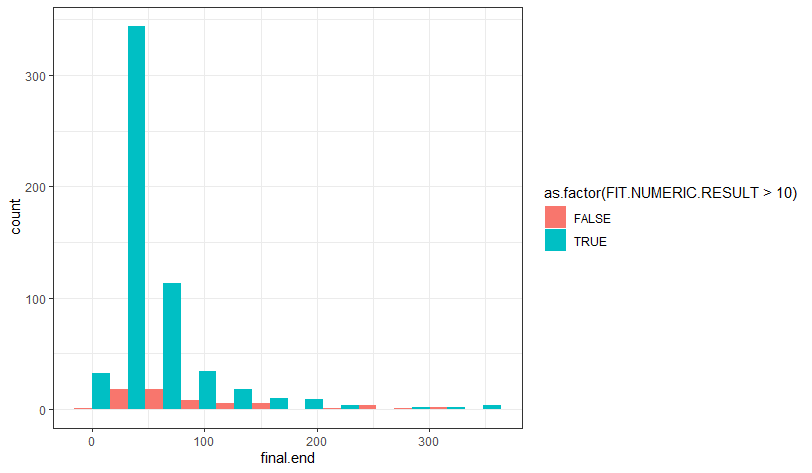 300
200
100
0
count
0
100
200
300
final.end
as.factor(FIT.NUMERIC.RESULT > 10)
FALSE
TRUE